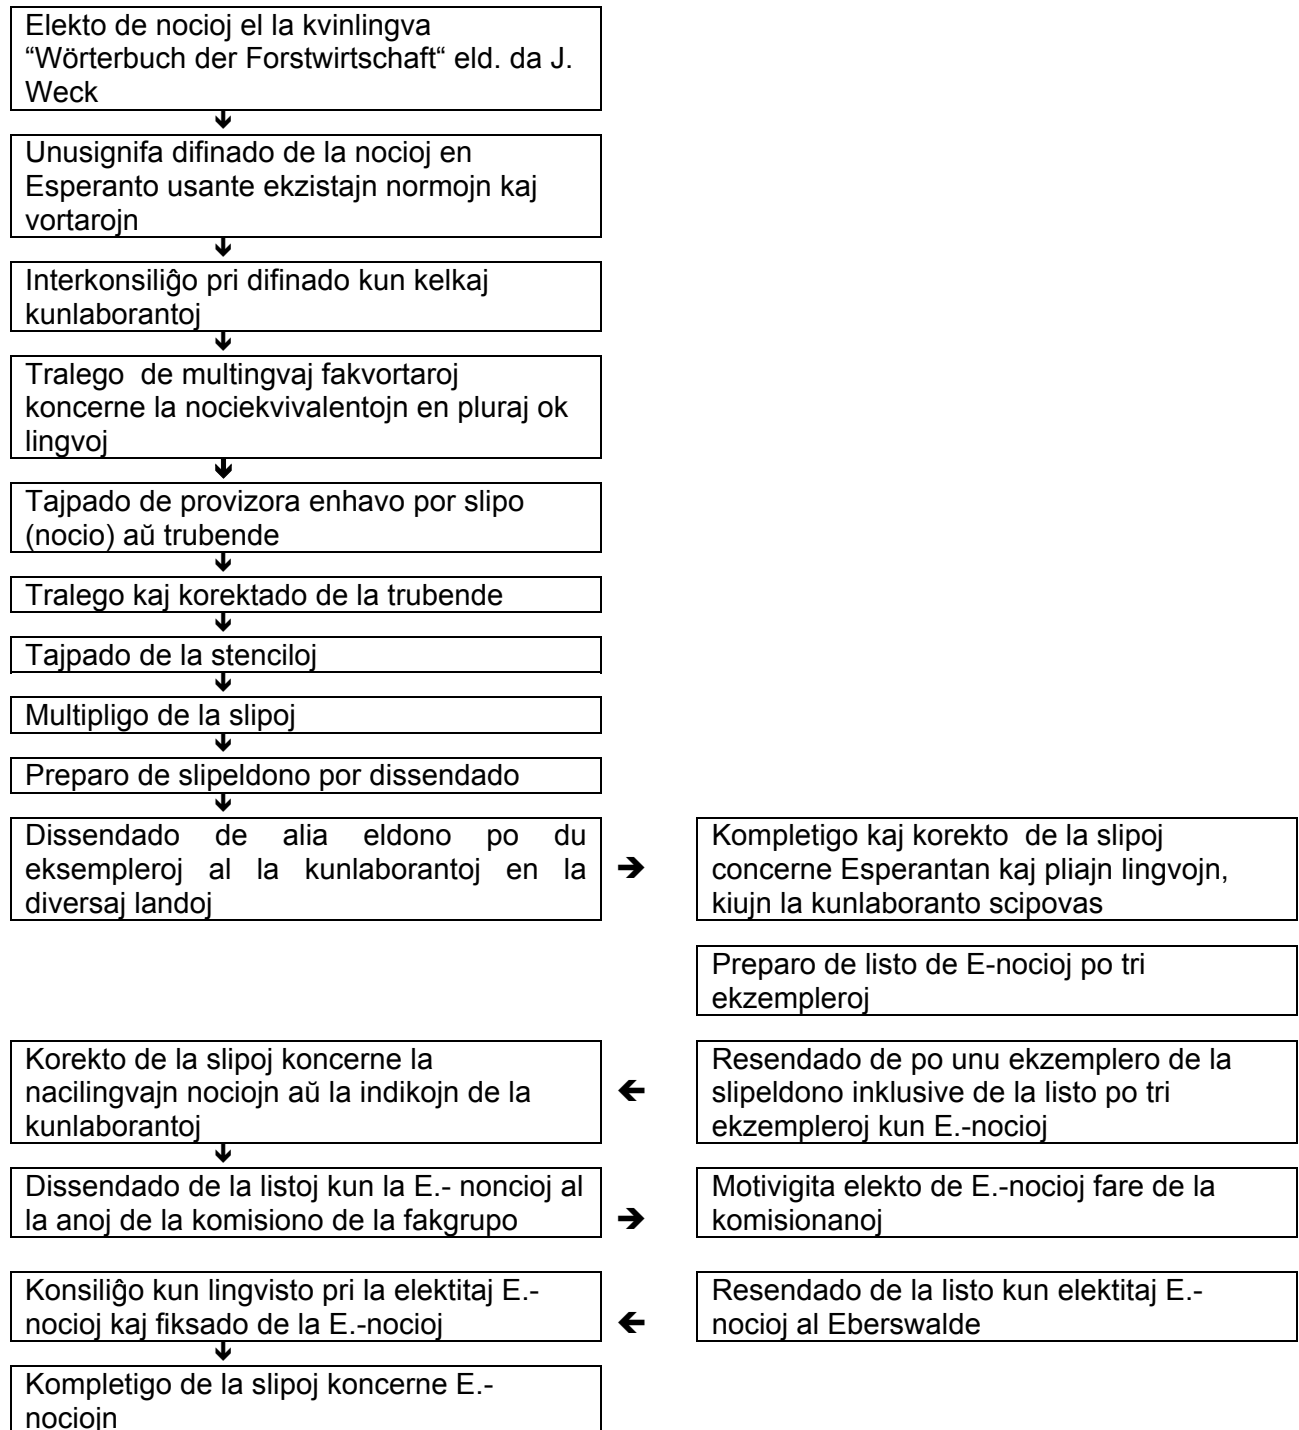 Elekto de nocioj el la kvinlingva
“Wörterbuch der Forstwirtschaft“ eld. da J.
Weck
Unusignifa difinado de la nocioj en
Esperanto usante ekzistajn normojn kaj
vortarojn
Interkonsiliĝo pri difinado kun kelkaj
kunlaborantoj
Tralego de multingvaj fakvortaroj
koncerne la nociekvivalentojn en pluraj ok
lingvoj
Tajpado de provizora enhavo por slipo
(nocio) aŭ trubende
Tralego kaj korektado de la trubende
Tajpado de la stenciloj
Multipligo de la slipoj
Preparo de slipeldono por dissendado
Dissendado de alia eldono po du
eksempleroj al la kunlaborantoj en la
diversaj landoj
Kompletigo kaj korekto de la slipoj
concerne Esperantan kaj pliajn lingvojn,
kiujn la kunlaboranto scipovas
Preparo de listo de E-nocioj po tri
ekzempleroj
Korekto de la slipoj koncerne la
nacilingvajn nociojn aŭ la indikojn de la
kunlaborantoj
Resendado de po unu ekzemplero de la
slipeldono inklusive de la listo po tri
ekzempleroj kun E.-nocioj
Dissendado de la listoj kun la E.- noncioj al
la anoj de la komisiono de la fakgrupo
Motivigita elekto de E.-nocioj fare de la
komisionanoj
Konsiliĝo kun lingvisto pri la elektitaj E.-
nocioj kaj fiksado de la E.-nocioj
Resendado de la listo kun elektitaj E.-
nocioj al Eberswalde
Kompletigo de la slipoj koncerne E.-
nociojn